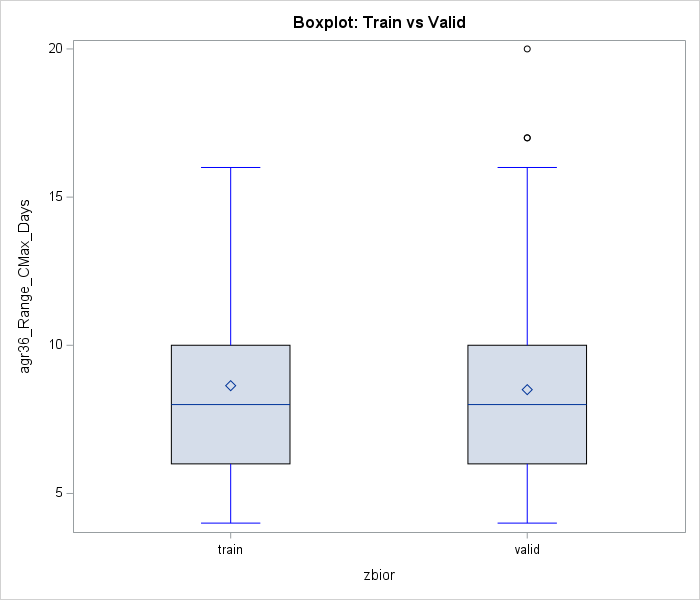 Boxplot: Train vs Valid
20
15
10
5
agr36_Range_CMax_Days
train
valid
zbior